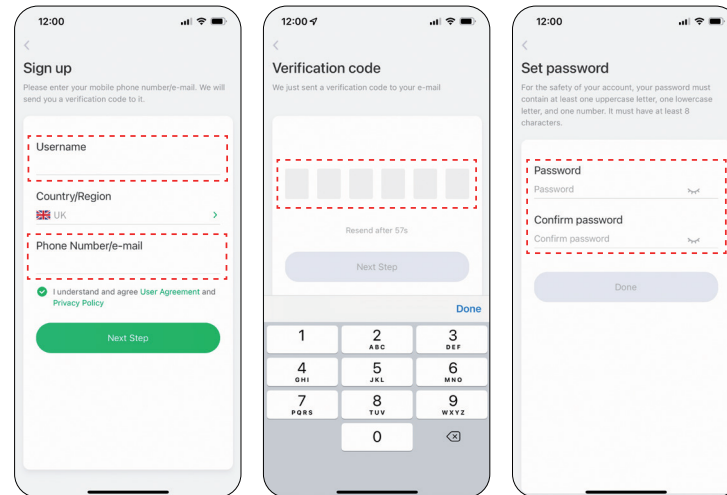 12:00
Sign up
Please enter your mobile phone number/e-mail. We will
send you a verification code to it.
Username
Country/Region
UK
Phone Number/e-mail
I understand and agree User Agreement and
Privacy Policy
Next Step
12:00
Verification code
We just sent a verification code to your e-mail
Resend after 57s
Next Step
Done
1 2 3
ABC DEF
4 5 6
GHI JKL MNO
7 8 9
PQRS TUV WXYZ
0
12:00
Set password
For the safety of your account, your password must
contain at least one uppercase letter, one lowercase
letter, and one number. It must have at least 8
characters.
Password
Password
Confirm password
Confirm password
Done